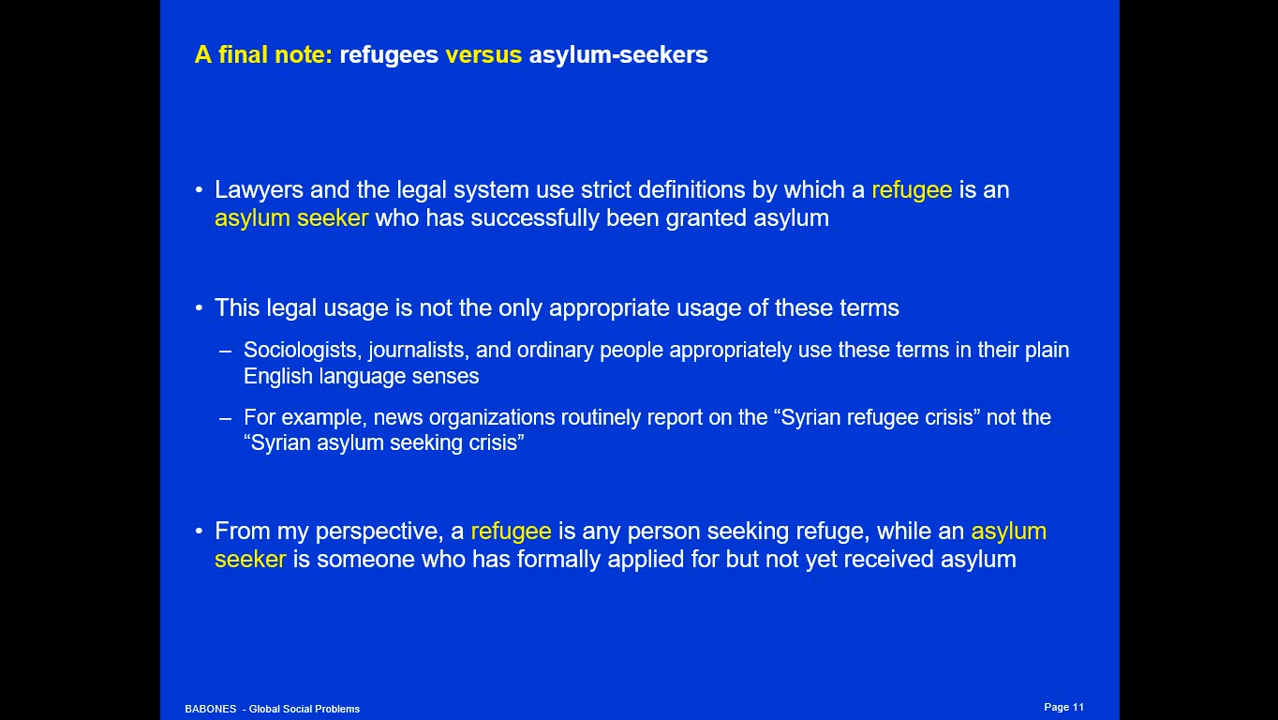 A final note: refugees versus asylum-seekers
• Lawyers and the legal system use strict definitions by which a refugee is an
asylum seeker who has successfully been granted asylum
• This legal usage is not the only appropriate usage of these terms
– Sociologists, journalists, and ordinary people appropriately use these terms in their plain
English language senses
– For example, news organizations routinely report on the “Syrian refugee crisis” not the
“Syrian asylum seeking crisis”
• From my perspective, a refugee is any person seeking refuge, while an asylum
seeker is someone who has formally applied for but not yet received asylum
BABONES - Global Social Problems
Page 11